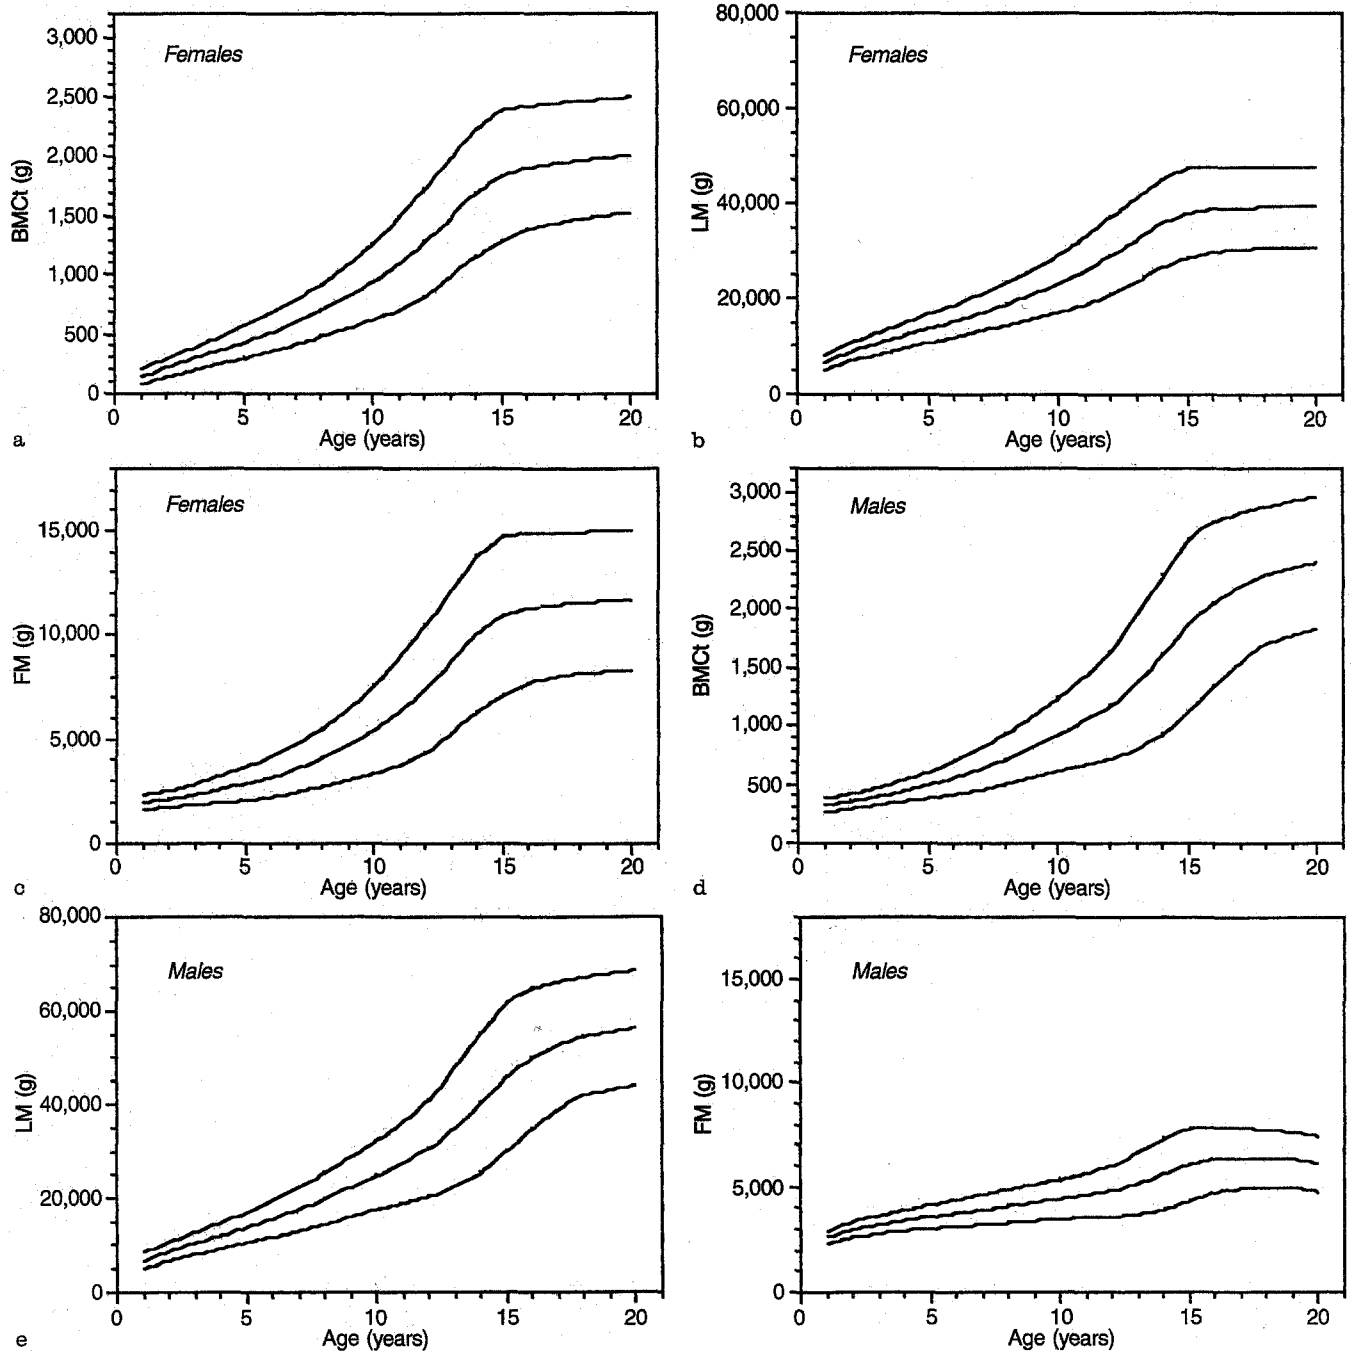 3,000
2,500
2,000
1,500
1,000
500
0
BMCt (g)
Females
0 5 10 15 20
Age (years)
a
80,000
60,000
40,000
20,000
0
LM (g)
Females
0 5 10 15 20
Age (years)
b
15,000
10,000
5,000
0
FM (g)
Females
0 5 10 15 20
Age (years)
c
3,000
2,500
2,000
1,500
1,000
500
0
BMCt (g)
Males
0 5 10 15 20
Age (years)
d
80,000
60,000
40,000
20,000
0
LM (g)
Males
0 5 10 15 20
Age (years)
e
15,000
10,000
5,000
0
FM (g)
Males
0 5 10 15 20
Age (years)